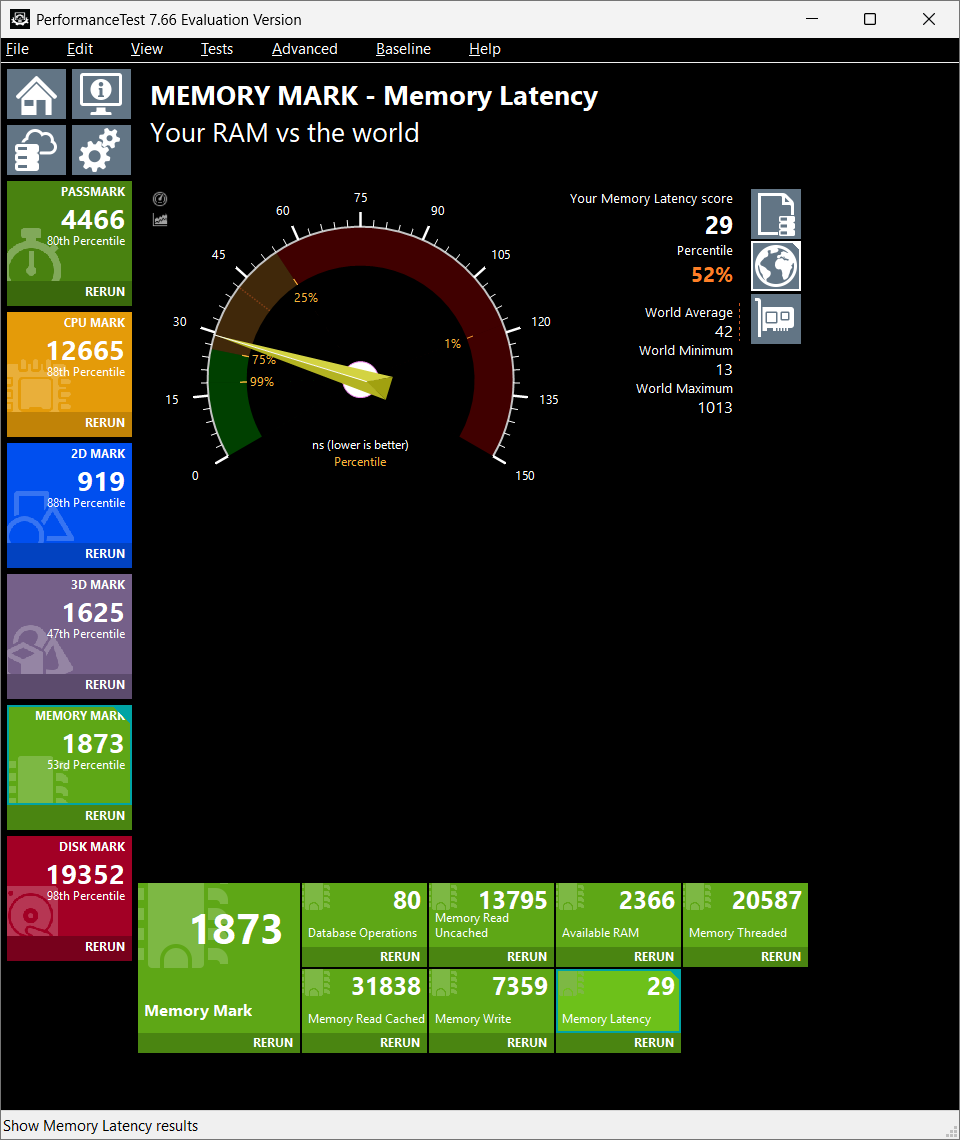 PerformanceTest 7.66 Evaluation Version
File Edit View Tests Advanced Baseline Help
MEMORY MARK - Memory Latency
Your RAM vs the world
PASSMARK
4466
80th Percentile
RERUN
CPU MARK
12665
88th Percentile
RERUN
2D MARK
919
88th Percentile
RERUN
3D MARK
1625
47th Percentile
RERUN
MEMORY MARK
1873
53rd Percentile
RERUN
DISK MARK
19352
98th Percentile
RERUN
0
15
30
45
60
75
90
105
120
135
150
25%
75%
99%
1%
ns (lower is better)
Percentile
Your Memory Latency score
29
Percentile
52%
World Average
42
World Minimum
13
World Maximum
1013
1873
Memory Mark
RERUN
80
Database Operations
RERUN
13795
Memory Read
Uncached
RERUN
2366
Available RAM
RERUN
20587
Memory Threaded
RERUN
31838
Memory Read Cached
RERUN
7359
Memory Write
RERUN
29
Memory Latency
RERUN
Show Memory Latency results